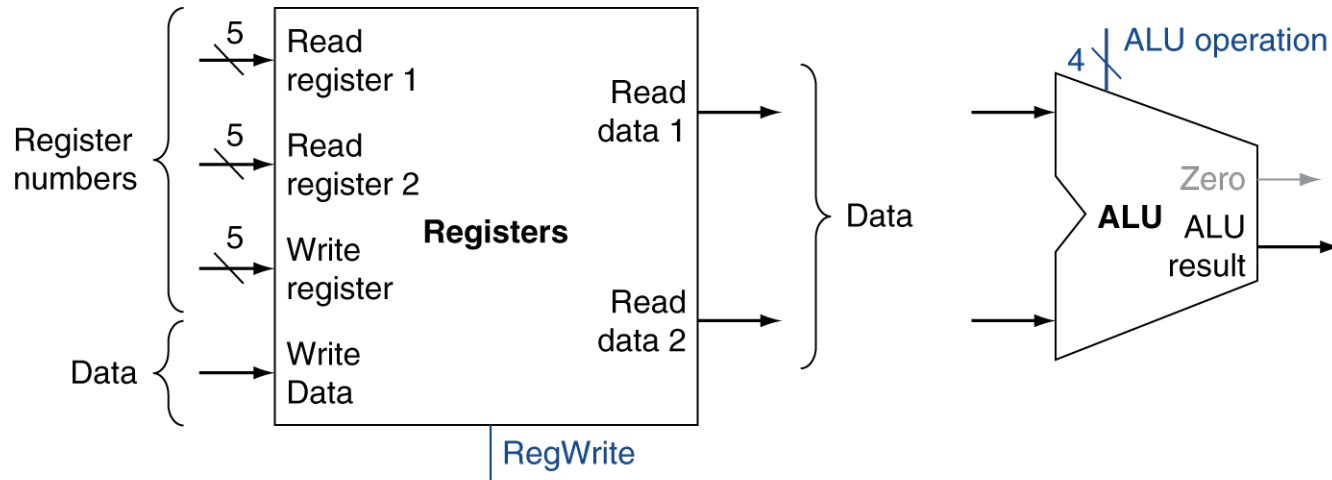 5
Read
register 1
Read
data 1
5
Read
register 2
Register
numbers
Registers
5
Write
register
Read
data 2
Data
Write
Data
RegWrite
Data
4
ALU operation
Zero
ALU
ALU
result